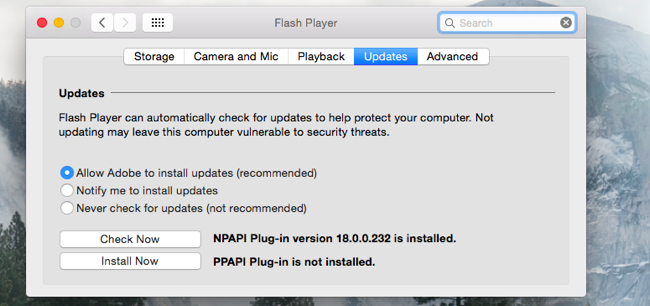 Flash Player
Search
Storage Camera and Mic Playback Updates Advanced
Updates
Flash Player can automatically check for updates to help protect your computer. Not
updating may leave this computer vulnerable to security threats.
Allow Adobe to install updates (recommended)
Notify me to install updates
Never check for updates (not recommended)
Check Now NPAPI Plug-in version 18.0.0.232 is installed.
Install Now PPAPI Plug-in is not installed.